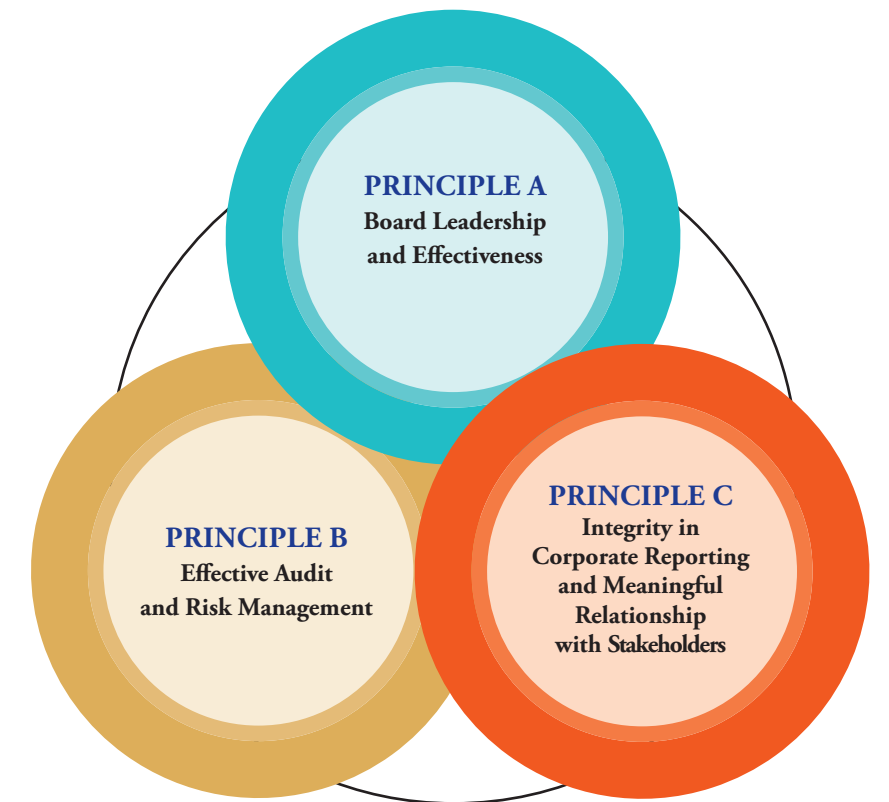 PRINCIPLE A
Board Leadership
and Effectiveness
PRINCIPLE B
Effective Audit
and Risk Management
PRINCIPLE C
Integrity in
Corporate Reporting
and Meaningful
Relationship
with Stakeholders